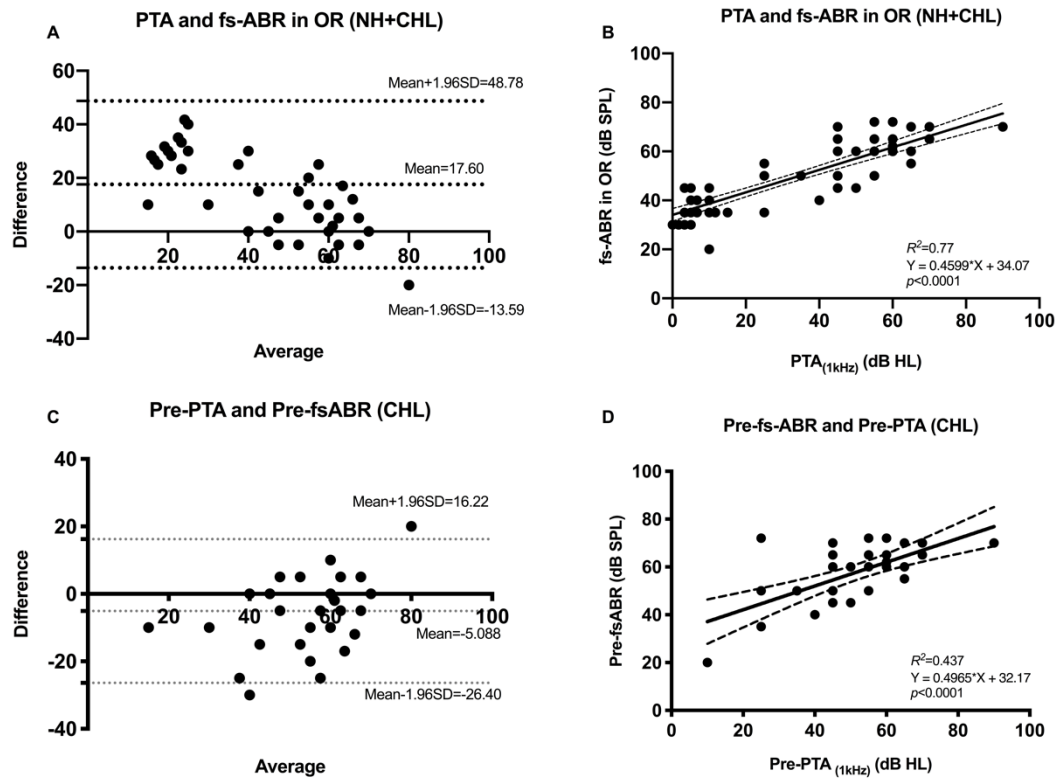 A
PTA and fs-ABR in OR (NH+CHL)
60
40
20
0
-20
-40
20
40
60
80
100
Mean+1.96SD=48.78
Mean=17.60
Mean-1.96SD=-13.59
Difference
Average
B
PTA and fs-ABR in OR (NH+CHL)
100
80
60
40
20
0
0
20
40
60
80
100
R²=0.77
Y = 0.4599*X + 34.07
p<0.0001
fs-ABR in OR (dB SPL)
PTA(1kHz) (dB HL)
C
Pre-PTA and Pre-fsABR (CHL)
40
20
0
-20
-40
20
40
60
80
100
Mean+1.96SD=16.22
Mean=-5.088
Mean-1.96SD=-26.40
Difference
Average
D
Pre-fs-ABR and Pre-PTA (CHL)
100
80
60
40
20
0
0
20
40
60
80
100
R²=0.437
Y = 0.4965*X + 32.17
p<0.0001
Pre-fsABR (dB SPL)
Pre-PTA (1kHz) (dB HL)